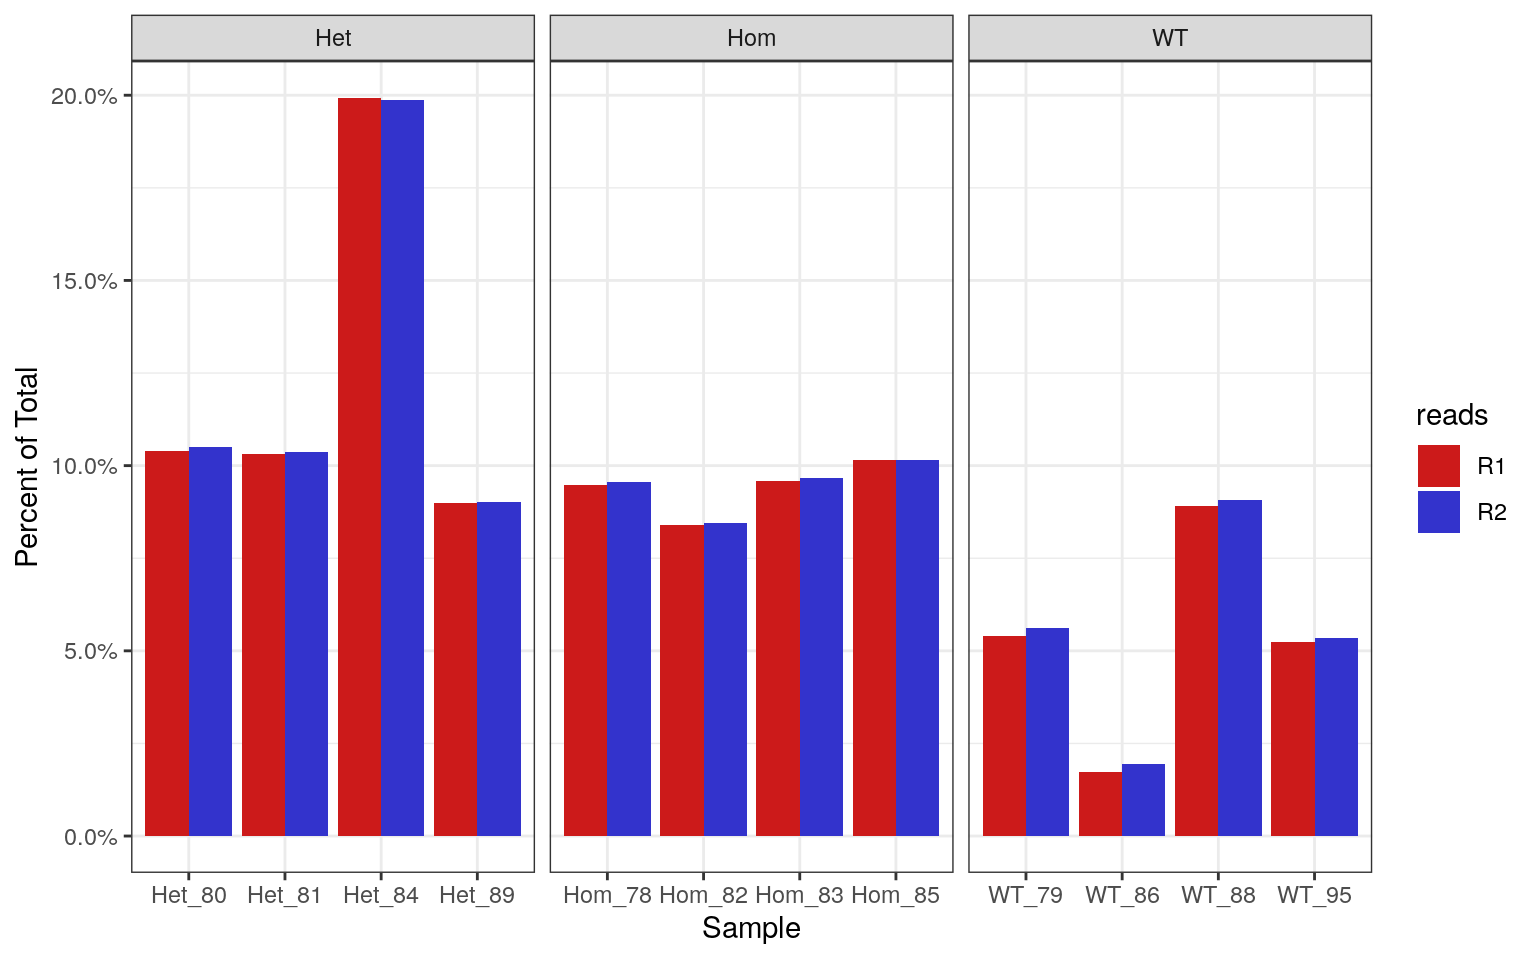 Het Hom WT
20.0%
15.0%
10.0%
5.0%
0.0%
Percent of Total
Het_80 Het_81 Het_84 Het_89 Hom_78 Hom_82 Hom_83 Hom_85 WT_79 WT_86 WT_88 WT_95
Sample
reads
R1
R2